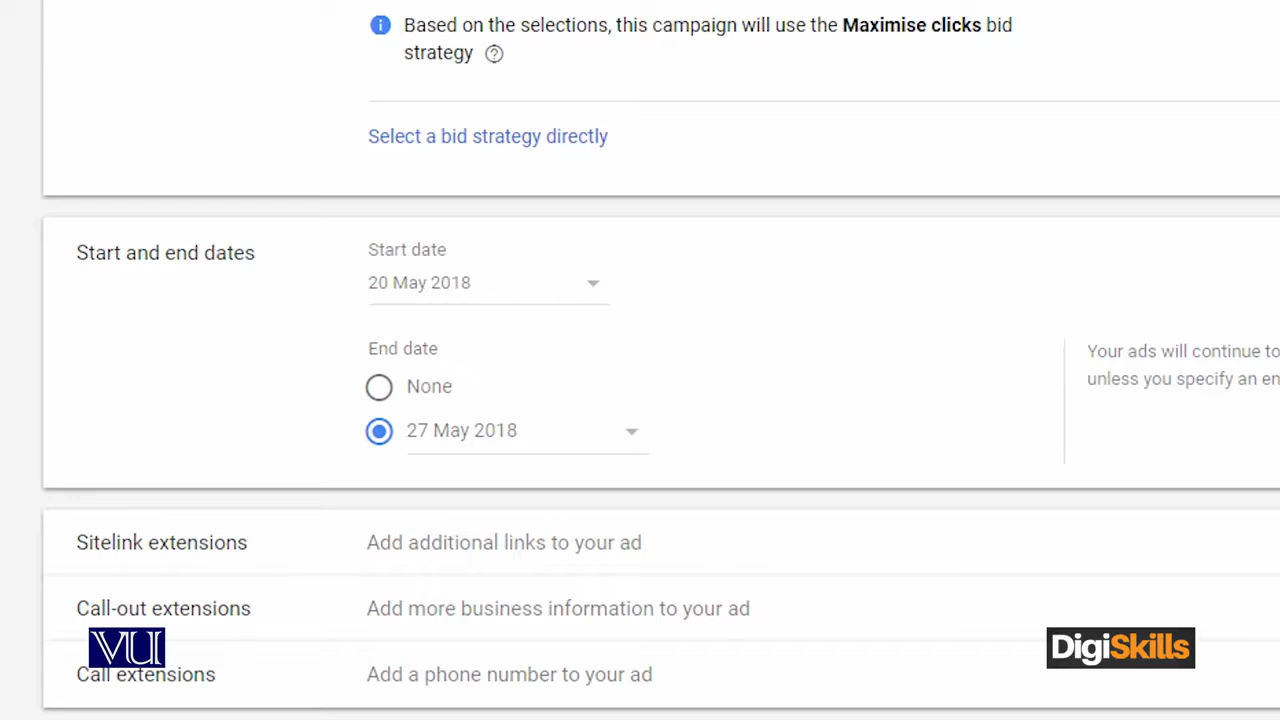 Based on the selections, this campaign will use the Maximise clicks bid
strategy
Select a bid strategy directly
Start and end dates
Start date
20 May 2018
End date
None
27 May 2018
Your ads will continue to
unless you specify an en
Sitelink extensions
Add additional links to your ad
Call-out extensions
Add more business information to your ad
VU
DigiSkills
Call extensions
Add a phone number to your ad